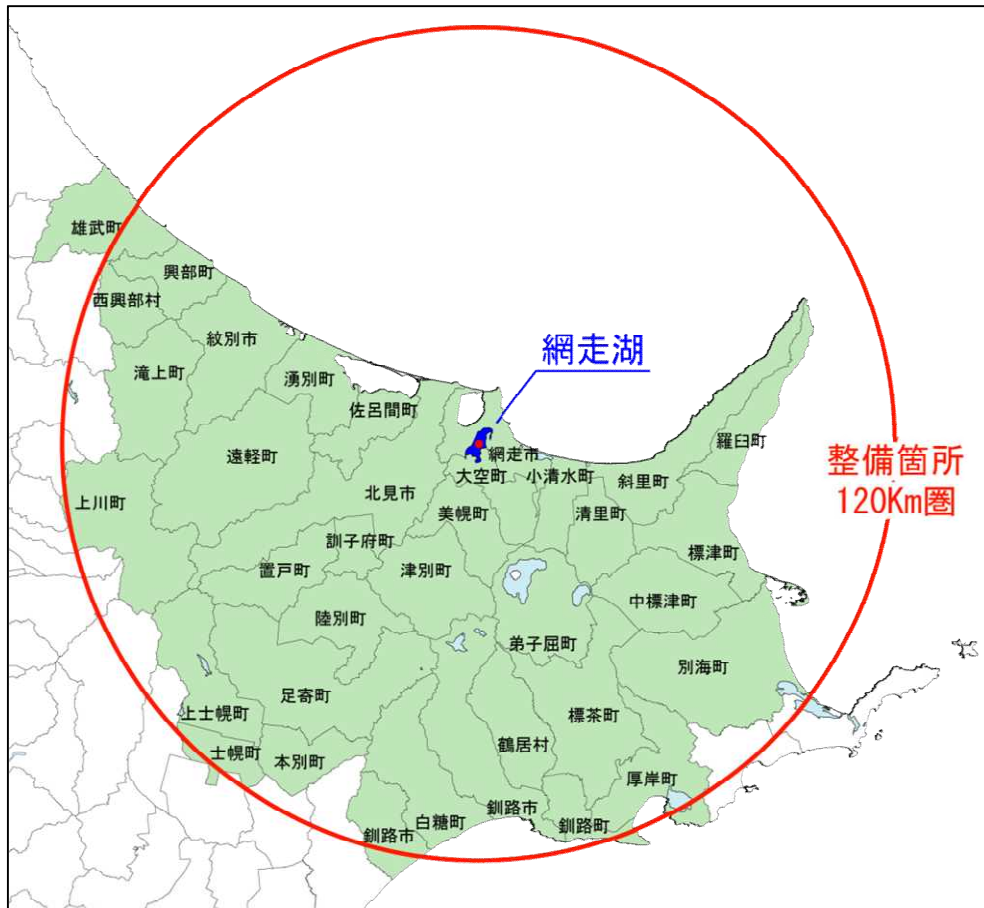 雄武町
興部町
西興部村
紋別市
網走湖
滝上町
湧別町
佐呂間町
羅臼町
遠軽町
網走市
整備箇所
120Km圏
大空町
小清水町
斜里町
上川町
北見市
美幌町
清里町
訓子府町
標津町
置戸町
津別町
中標津町
陸別町
弟子屈町
別海町
足寄町
上士幌町
標茶町
鶴居村
士幌町
本別町
厚岸町
釧路市
白糠町
釧路町
釧路市